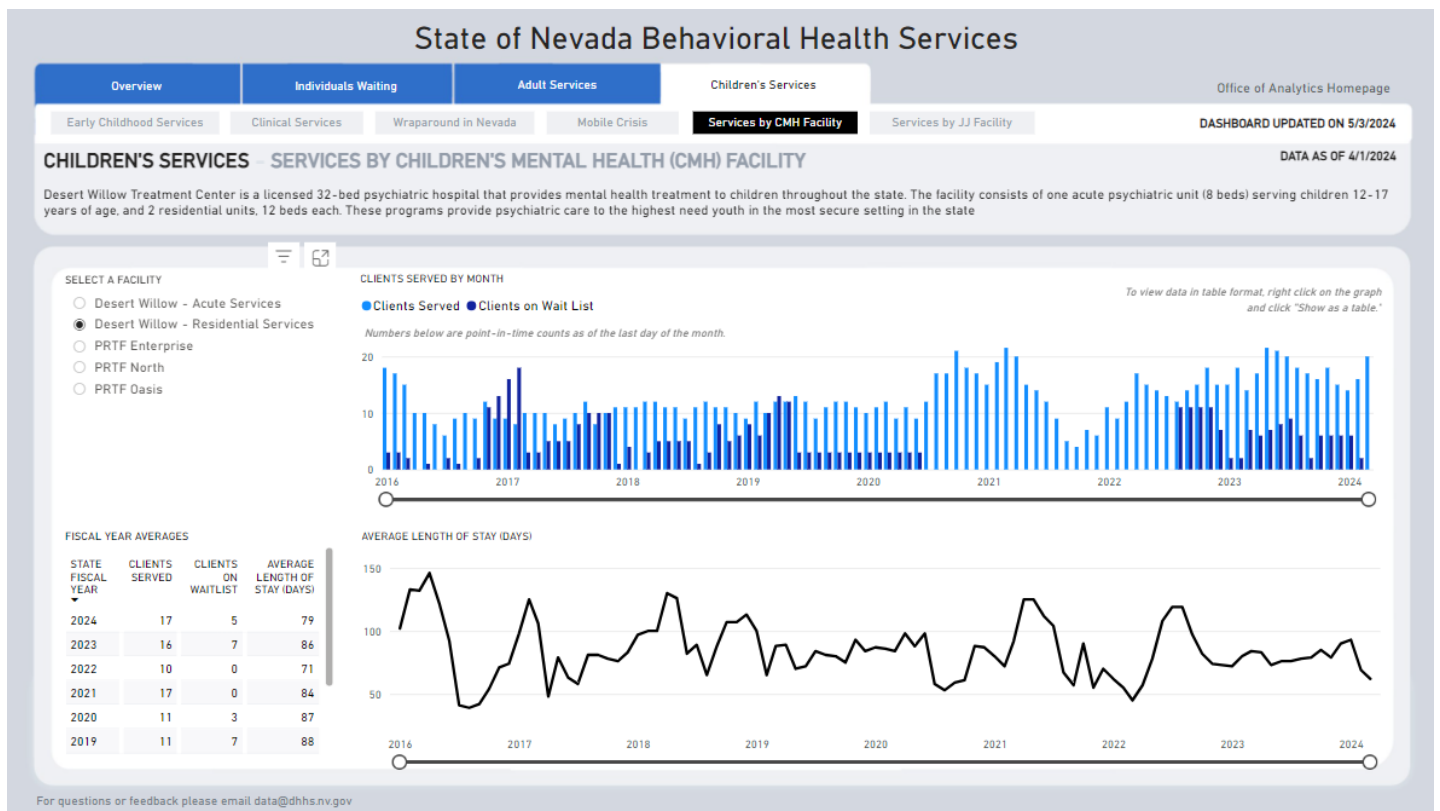 State of Nevada Behavioral Health Services
Overview
Individuals Waiting
Adult Services
Children's Services
Office of Analytics Homepage
Early Childhood Services
Clinical Services
Wraparound in Nevada
Mobile Crisis
Services by CMH Facility
Services by JJ Facility
DASHBOARD UPDATED ON 5/3/2024
CHILDREN'S SERVICES - SERVICES BY CHILDREN'S MENTAL HEALTH (CMH) FACILITY
DATA AS OF 4/1/2024
Desert Willow Treatment Center is a licensed 32-bed psychiatric hospital that provides mental health treatment to children throughout the state. The facility consists of one acute psychiatric unit (8 beds) serving children 12-17
years of age, and 2 residential units, 12 beds each. These programs provide psychiatric care to the highest need youth in the most secure setting in the state
SELECT A FACILITY
Desert Willow - Acute Services
Desert Willow - Residential Services
PRTF Enterprise
PRTF North
PRTF Oasis
CLIENTS SERVED BY MONTH
Clients Served Clients on Wait List
To view data in table format, right click on the graph
and click "Show as a table."
Numbers below are point-in-time counts as of the last day of the month.
20
10
0
2016 2017 2018 2019 2020 2021 2022 2023 2024
FISCAL YEAR AVERAGES
STATE FISCAL YEAR
CLIENTS SERVED
CLIENTS ON WAITLIST
AVERAGE LENGTH OF STAY (DAYS)
2024 17 5 79
2023 16 7 86
2022 10 0 71
2021 17 0 84
2020 11 3 87
2019 11 7 88
AVERAGE LENGTH OF STAY (DAYS)
150
100
50
2016 2017 2018 2019 2020 2021 2022 2023 2024
For questions or feedback please email data@dhhs.nv.gov